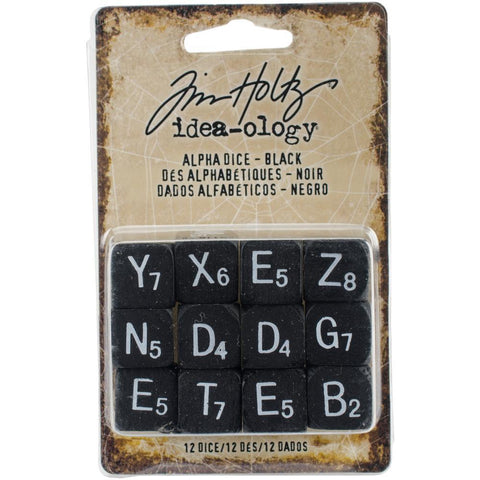 Tim Holtz
idea-ology®
ALPHA DICE - BLACK
DÉS ALPHABÉTIQUES - NOIR
DADOS ALFABÉTICOS - NEGRO
Y7 X6 E5 Z8
N5 D4 D4 G7
E5 T7 E5 B2
12 DICE/12 DÉS/12 DADOS